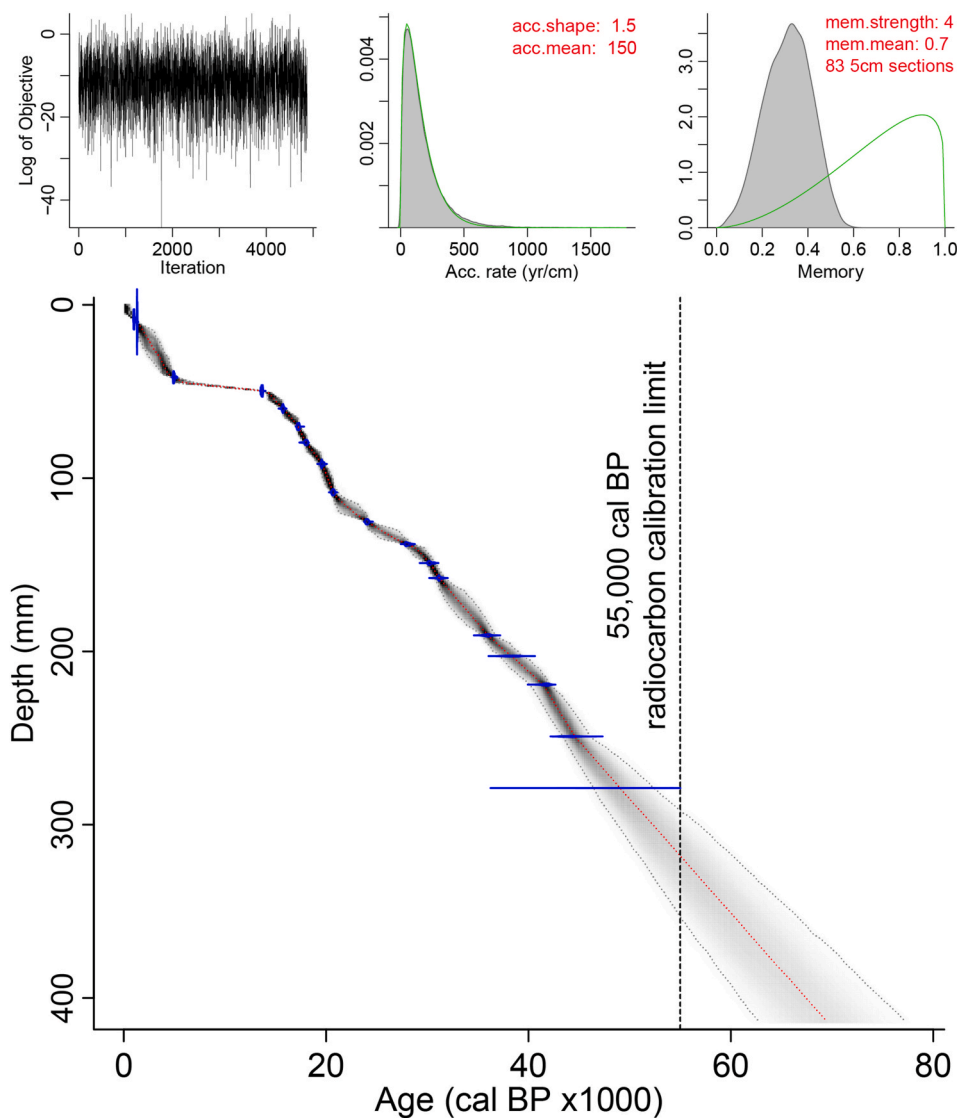 0
-20
-40
Log of Objective
0
2000
4000
Iteration
0.004
0.002
acc.shape: 1.5
acc.mean: 150
0
500
1000
1500
Acc. rate (yr/cm)
3.0
2.0
1.0
0.0
mem.strength: 4
mem.mean: 0.7
83 5cm sections
0.0
0.2
0.4
0.6
0.8
1.0
Memory
0
100
200
300
400
Depth (mm)
55,000 cal BP
radiocarbon calibration limit
0
20
40
60
80
Age (cal BP x1000)